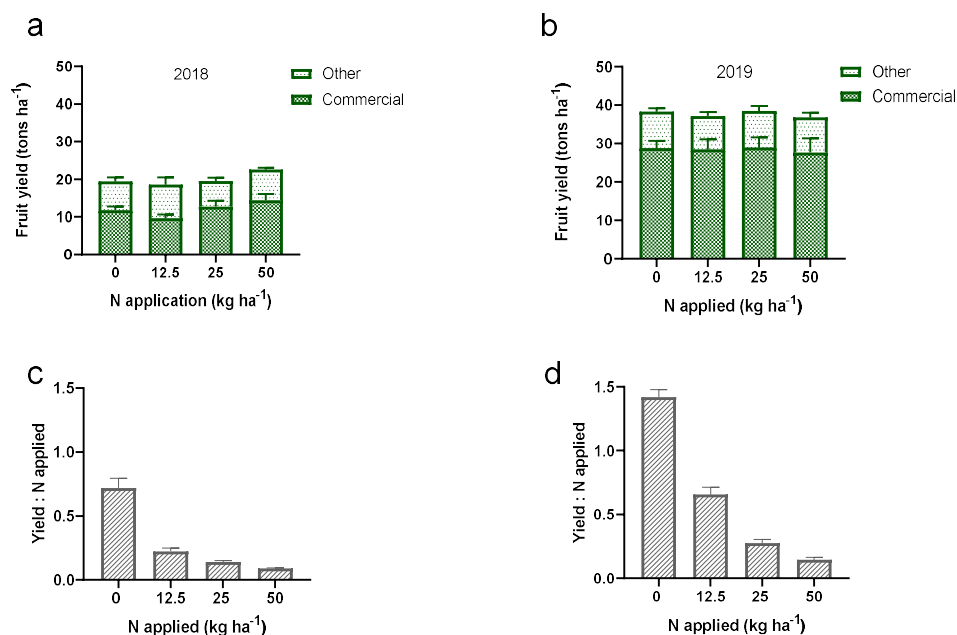 a
2018
Other
Commercial
Fruit yield (tons ha⁻¹)
50
40
30
20
10
0
0 12.5 25 50
N application (kg ha⁻¹)
b
2019
Other
Commercial
Fruit yield (tons ha⁻¹)
50
40
30
20
10
0
0 12.5 25 50
N applied (kg ha⁻¹)
c
Yield : N applied
1.5
1.0
0.5
0.0
0 12.5 25 50
N applied (kg ha⁻¹)
d
Yield : N applied
1.5
1.0
0.5
0.0
0 12.5 25 50
N applied (kg ha⁻¹)